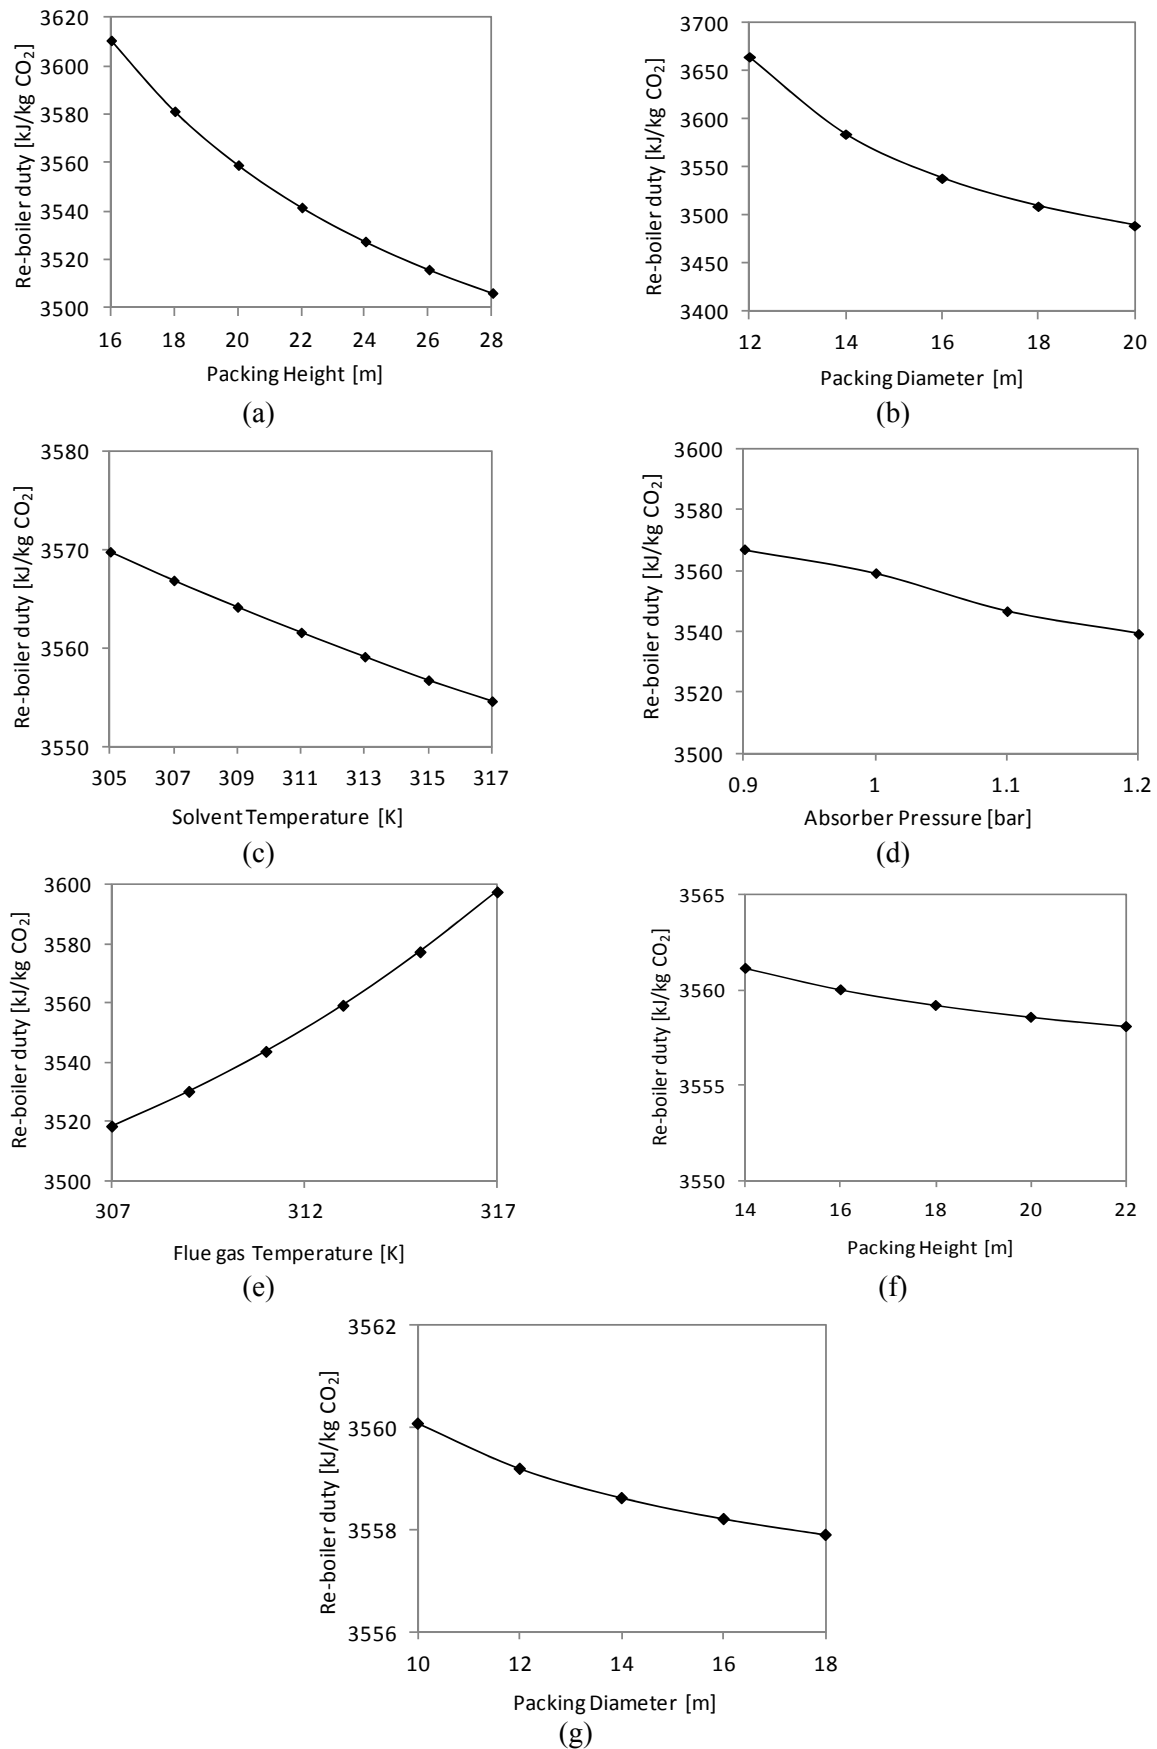 Re-boiler duty [kJ/kg CO₂]
3620
3600
3580
3560
3540
3520
3500
16 18 20 22 24 26 28
Packing Height [m]
(a)
Re-boiler duty [kJ/kg CO₂]
3700
3650
3600
3550
3500
3450
3400
12 14 16 18 20
Packing Diameter [m]
(b)
Re-boiler duty [kJ/kg CO₂]
3580
3570
3560
3550
305 307 309 311 313 315 317
Solvent Temperature [K]
(c)
Re-boiler duty [kJ/kg CO₂]
3600
3580
3560
3540
3520
3500
0.9 1 1.1 1.2
Absorber Pressure [bar]
(d)
Re-boiler duty [kJ/kg CO₂]
3600
3580
3560
3540
3520
3500
307 312 317
Flue gas Temperature [K]
(e)
Re-boiler duty [kJ/kg CO₂]
3565
3560
3555
3550
14 16 18 20 22
Packing Height [m]
(f)
Re-boiler duty [kJ/kg CO₂]
3562
3560
3558
3556
10 12 14 16 18
Packing Diameter [m]
(g)